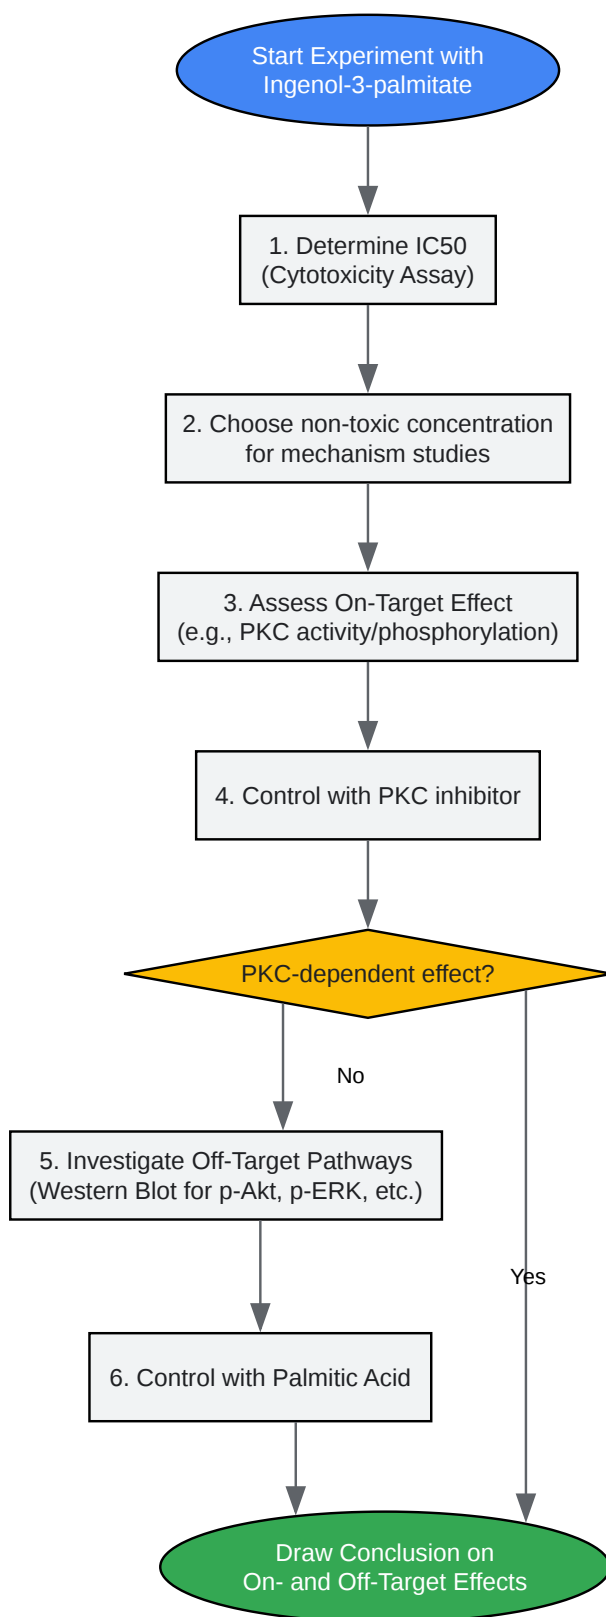 Start Experiment with
Ingenol-3-palmitate
1. Determine IC50
(Cytotoxicity Assay)
2. Choose non-toxic concentration
for mechanism studies
3. Assess On-Target Effect
(e.g., PKC activity/phosphorylation)
4. Control with PKC inhibitor
PKC-dependent effect?
No
5. Investigate Off-Target Pathways
(Western Blot for p-Akt, p-ERK, etc.)
Yes
6. Control with Palmitic Acid
Draw Conclusion on
On- and Off-Target Effects